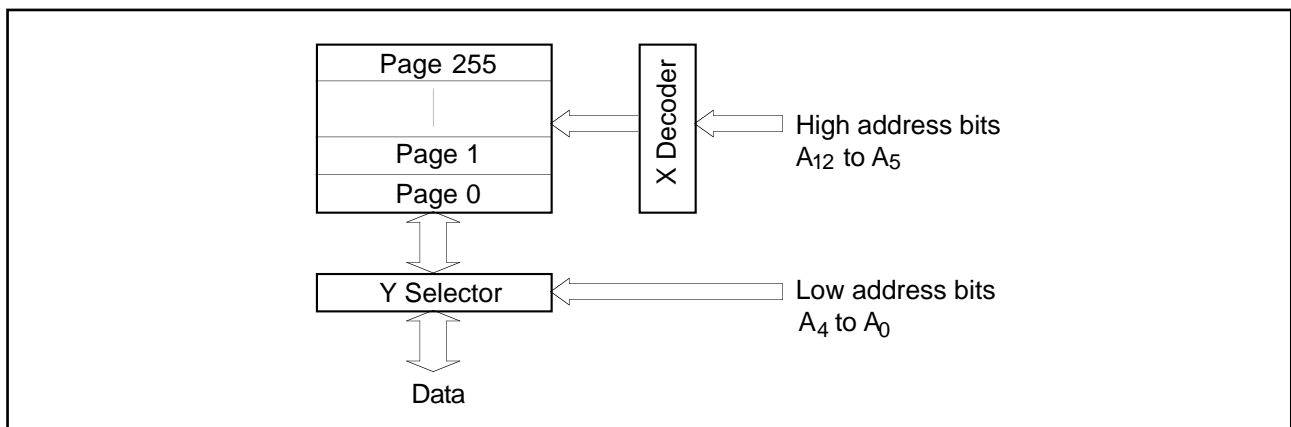 Page 255
Page 1
Page 0
X Decoder
High address bits
A12 to A5
Y Selector
Low address bits
A4 to A0
Data